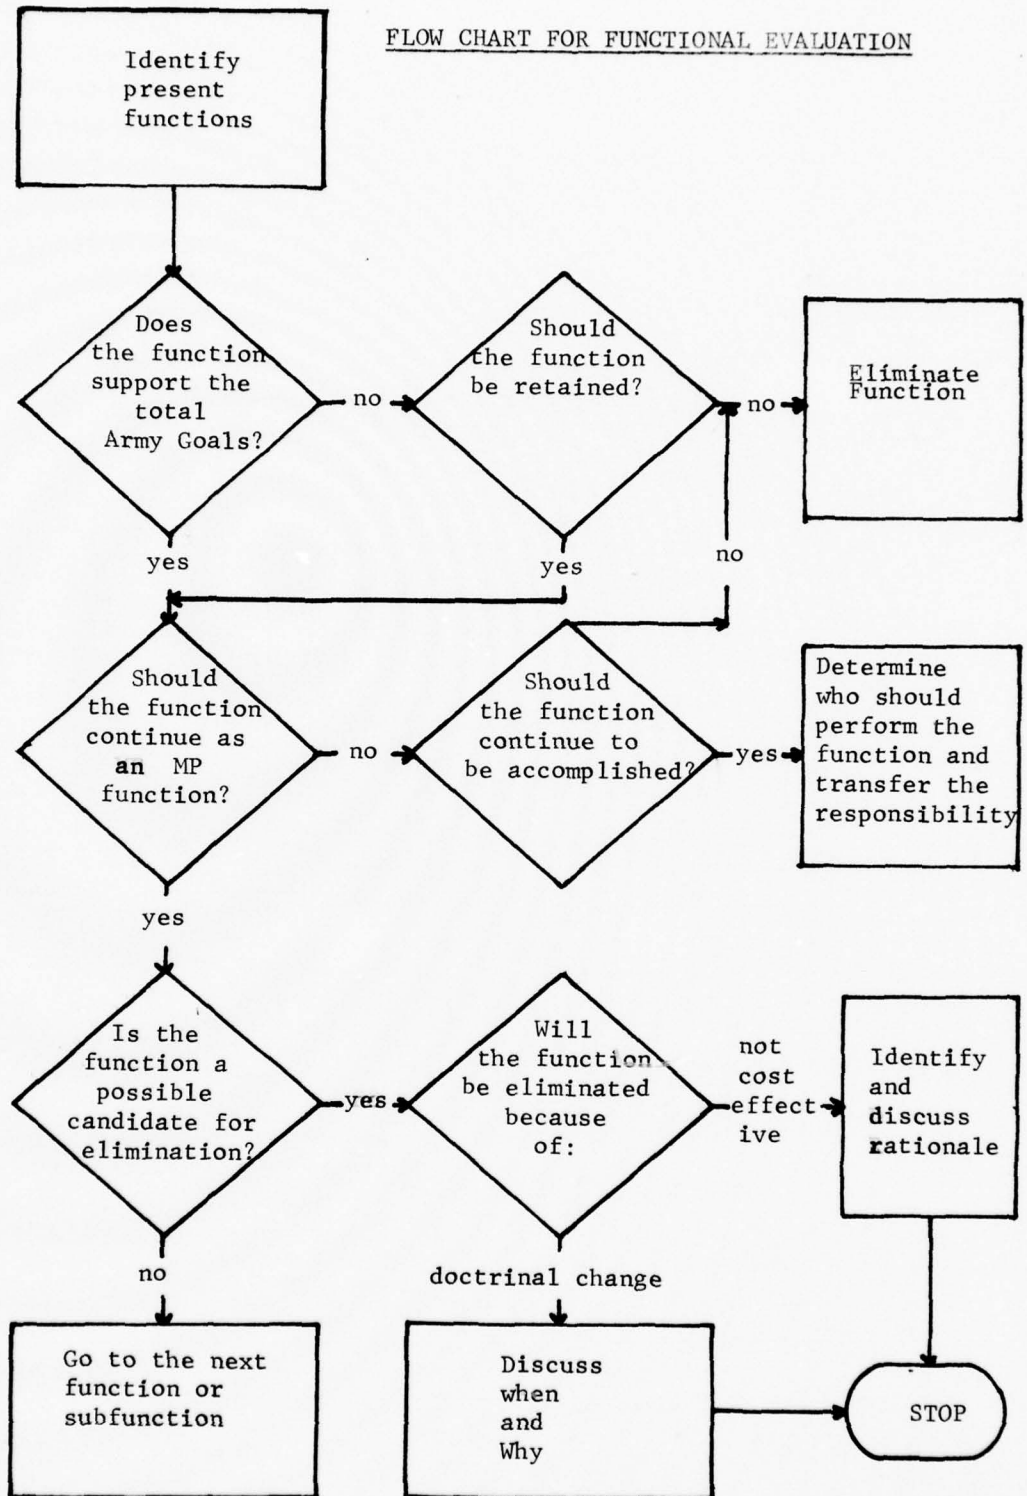 FLOW CHART FOR FUNCTIONAL EVALUATION
Identify
present
functions
Does
the function
support the
total
Army Goals?
no
Should
the function
be retained?
no
Eliminate
Function
yes
yes
no
Should
the function
continue as
an MP
function?
no
Should
the function
continue to
be accomplished?
yes
Determine
who should
perform the
function and
transfer the
responsibility
yes
Is the
function a
possible
candidate for
elimination?
yes
Will
the function
be eliminated
because
of:
not
cost
effect
ive
Identify
and
discuss
rationale
no
doctrinal change
Go to the next
function or
subfunction
Discuss
when
and
Why
STOP